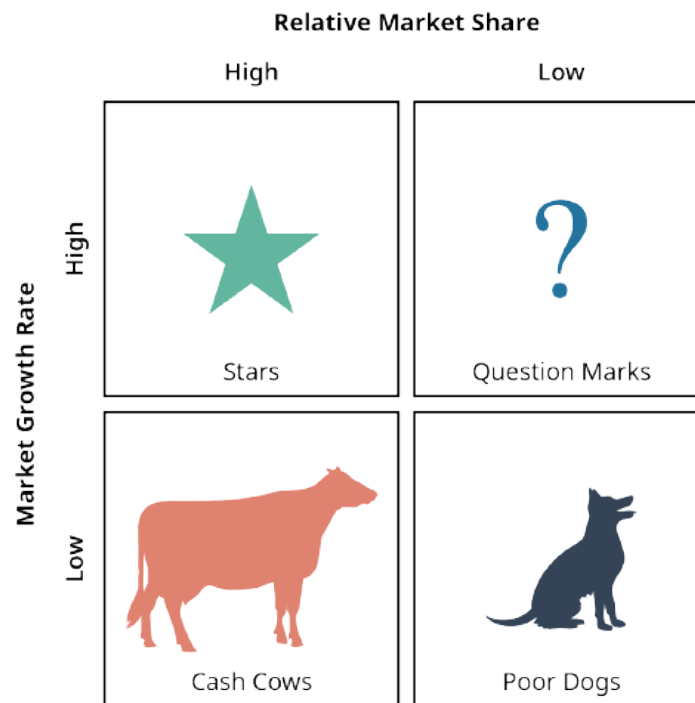 Relative Market Share
High
Low
Market Growth Rate
High
?
Stars
Question Marks
Low
Cash Cows
Poor Dogs